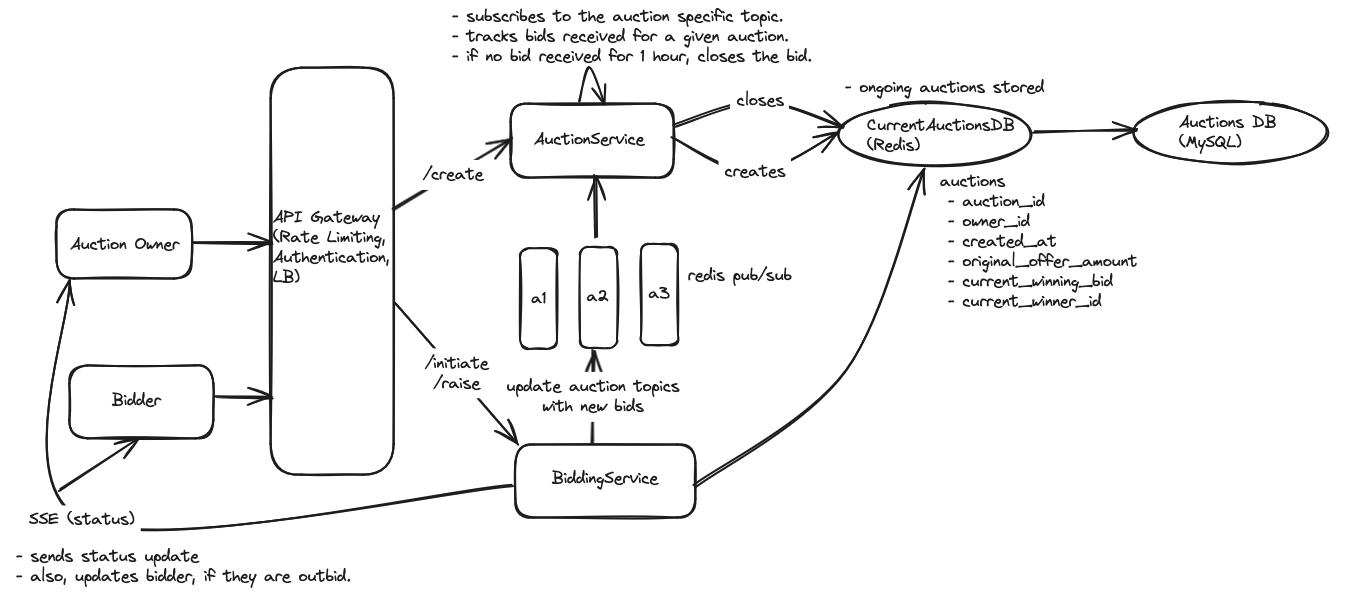 - subscribes to the auction specific topic.
- tracks bids received for a given auction.
- if no bid received for 1 hour, closes the bid.
AuctionService
closes
creates
- ongoing auctions stored
CurrentAuctionsDB
(Redis)
Auctions DB
(MySQL)
auctions
- auction_id
- owner_id
- created_at
- original_offer_amount
- current_winning_bid
- current_winner_id
/create
API Gateway
(Rate Limiting,
Authentication,
LB)
Auction Owner
Bidder
a1
a2
a3
redis pub/sub
/initiate
/raise
update auction topics
with new bids
BiddingService
SSE (status)
- sends status update
- also, updates bidder, if they are outbid.